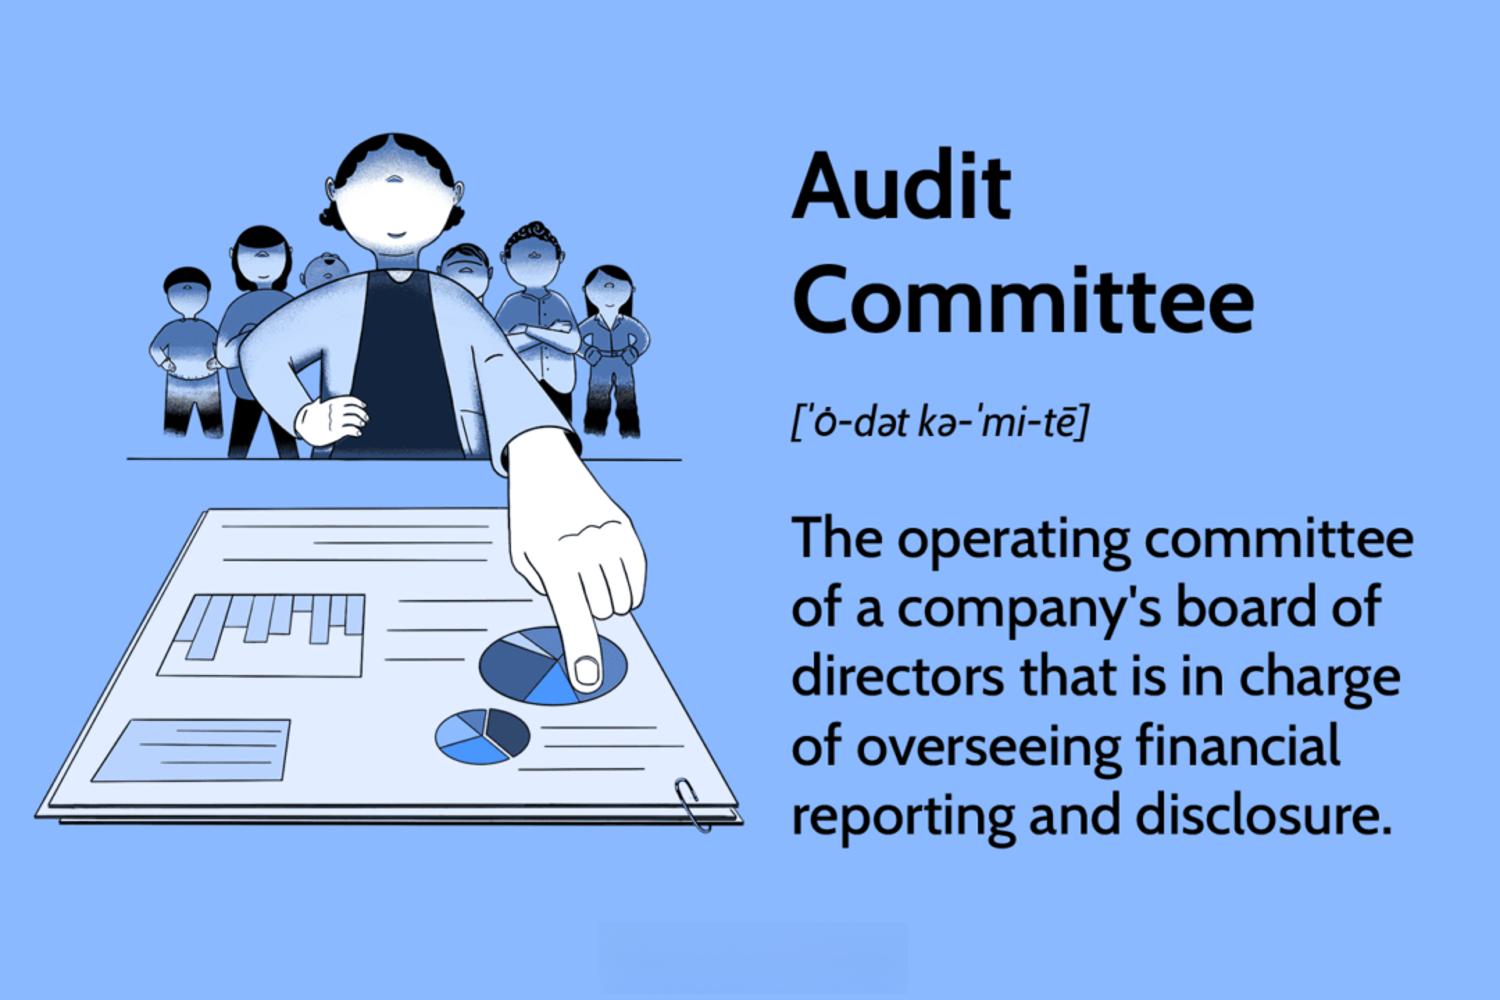 Audit
Committee
[ˈȯ-dət kə-ˈmi-tē]
The operating committee
of a company's board of
directors that is in charge
of overseeing financial
reporting and disclosure.